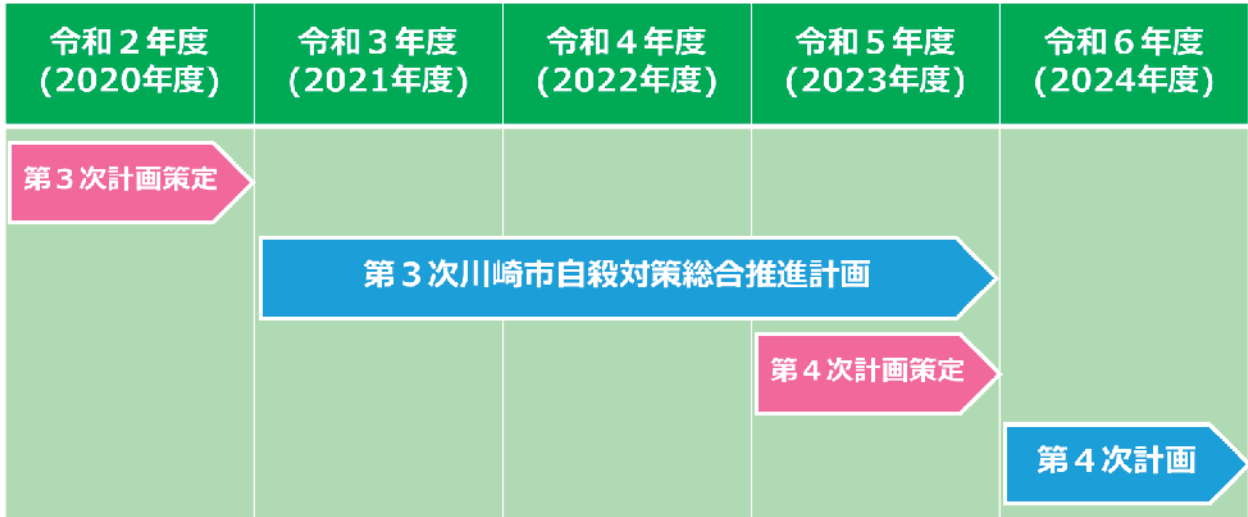 令和２年度
(2020年度)
令和３年度
(2021年度)
令和４年度
(2022年度)
令和５年度
(2023年度)
令和６年度
(2024年度)
第３次計画策定
第３次川崎市自殺対策総合推進計画
第４次計画策定
第４次計画